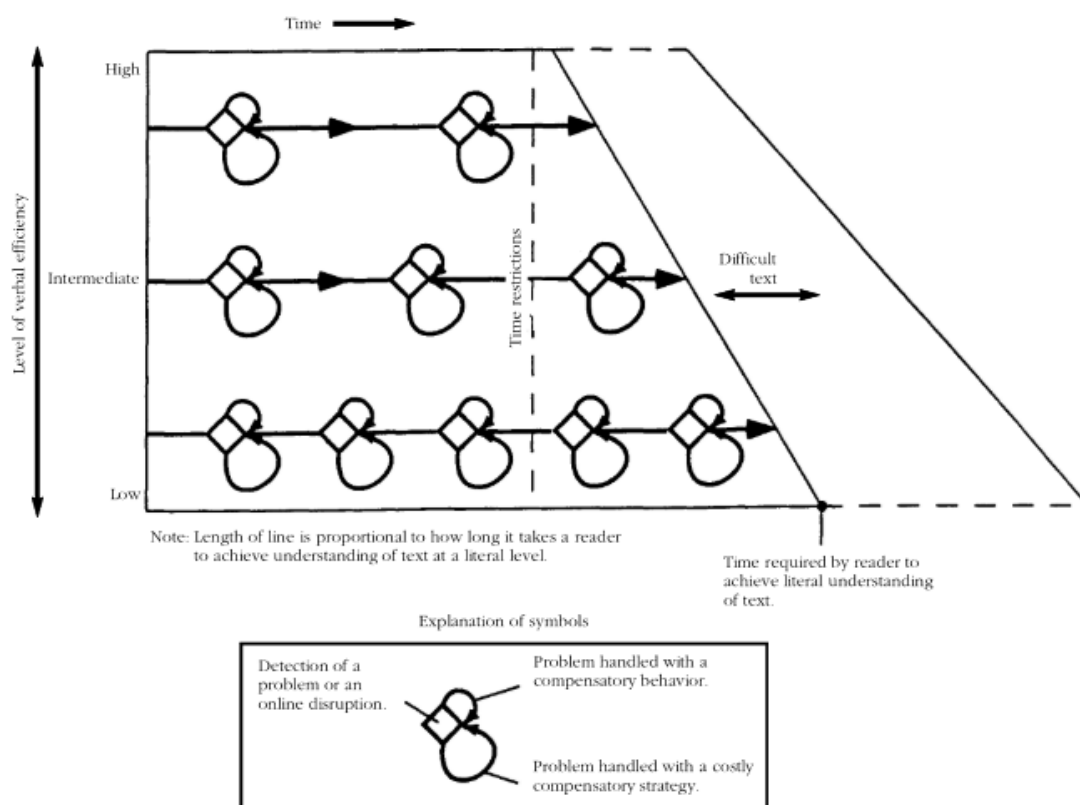 Time
High
Level of verbal efficiency
Intermediate
Time restrictions
Difficult
text
Low
Note: Length of line is proportional to how long it takes a reader
to achieve understanding of text at a literal level.
Time required by reader to
achieve literal understanding
of text.
Explanation of symbols
Detection of a
problem or an
online disruption.
Problem handled with a
compensatory behavior.
Problem handled with a costly
compensatory strategy.